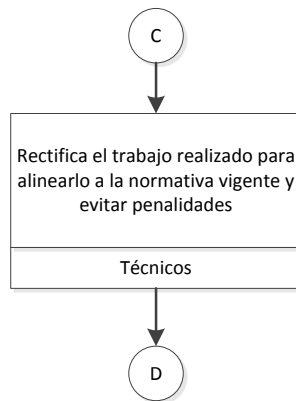 C
Rectifica el trabajo realizado para
alinearlo a la normativa vigente y
evitar penalidades
Técnicos
D